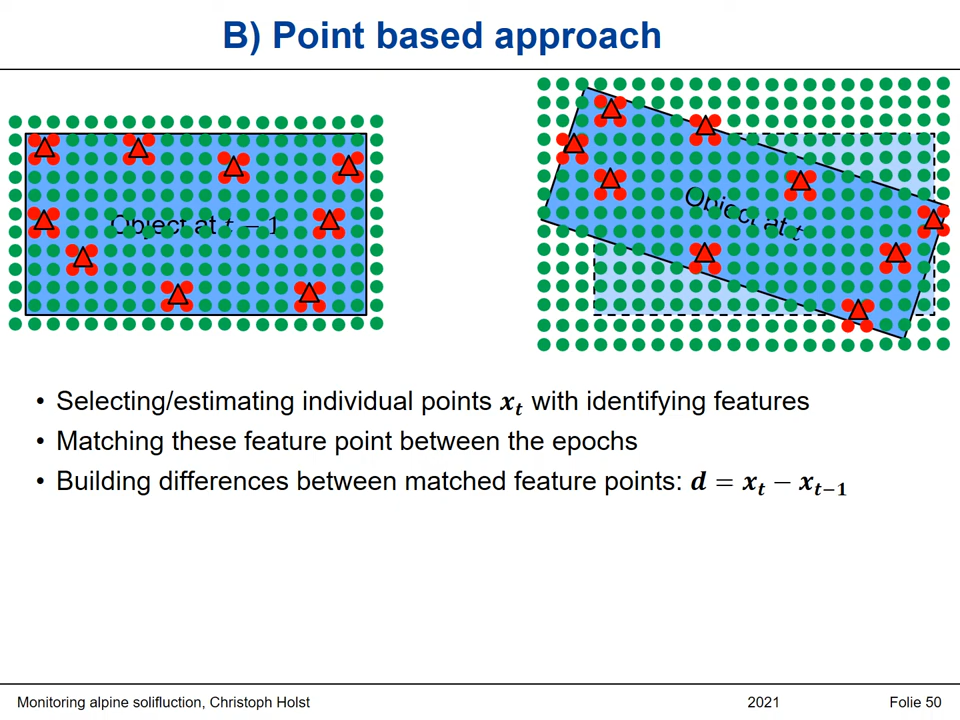 B) Point based approach
Object at t − 1
Object at t
• Selecting/estimating individual points xₜ with identifying features
• Matching these feature point between the epochs
• Building differences between matched feature points: d = xₜ − xₜ₋₁
Monitoring alpine solifluction, Christoph Holst 2021 Folie 50